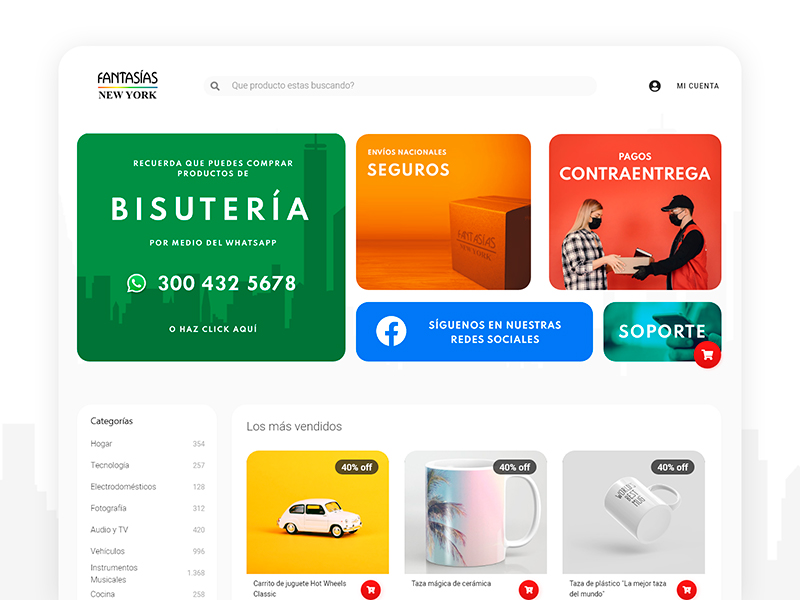 FANTASÍAS
NEW YORK
Que producto estas buscando?
MI CUENTA
RECUERDA QUE PUEDES COMPRAR
PRODUCTOS DE
BISUTERÍA
POR MEDIO DEL WHATSAPP
300 432 5678
O HAZ CLICK AQUÍ
ENVÍOS NACIONALES
SEGUROS
FANTASÍAS
NEW YORK
PAGOS
CONTRAENTREGA
SÍGUENOS EN NUESTRAS
REDES SOCIALES
SOPORTE
Categorías
Hogar 354
Tecnología 257
Electrodomésticos 128
Fotografía 312
Audio y TV 420
Vehículos 996
Instrumentos
Musicales 1.368
Cocina 258
Los más vendidos
40% off
Carrito de juguete Hot Wheels
Classic
40% off
Taza mágica de cerámica
40% off
WORLD'S
BEST
MUG
Taza de plástico "La mejor taza
del mundo"